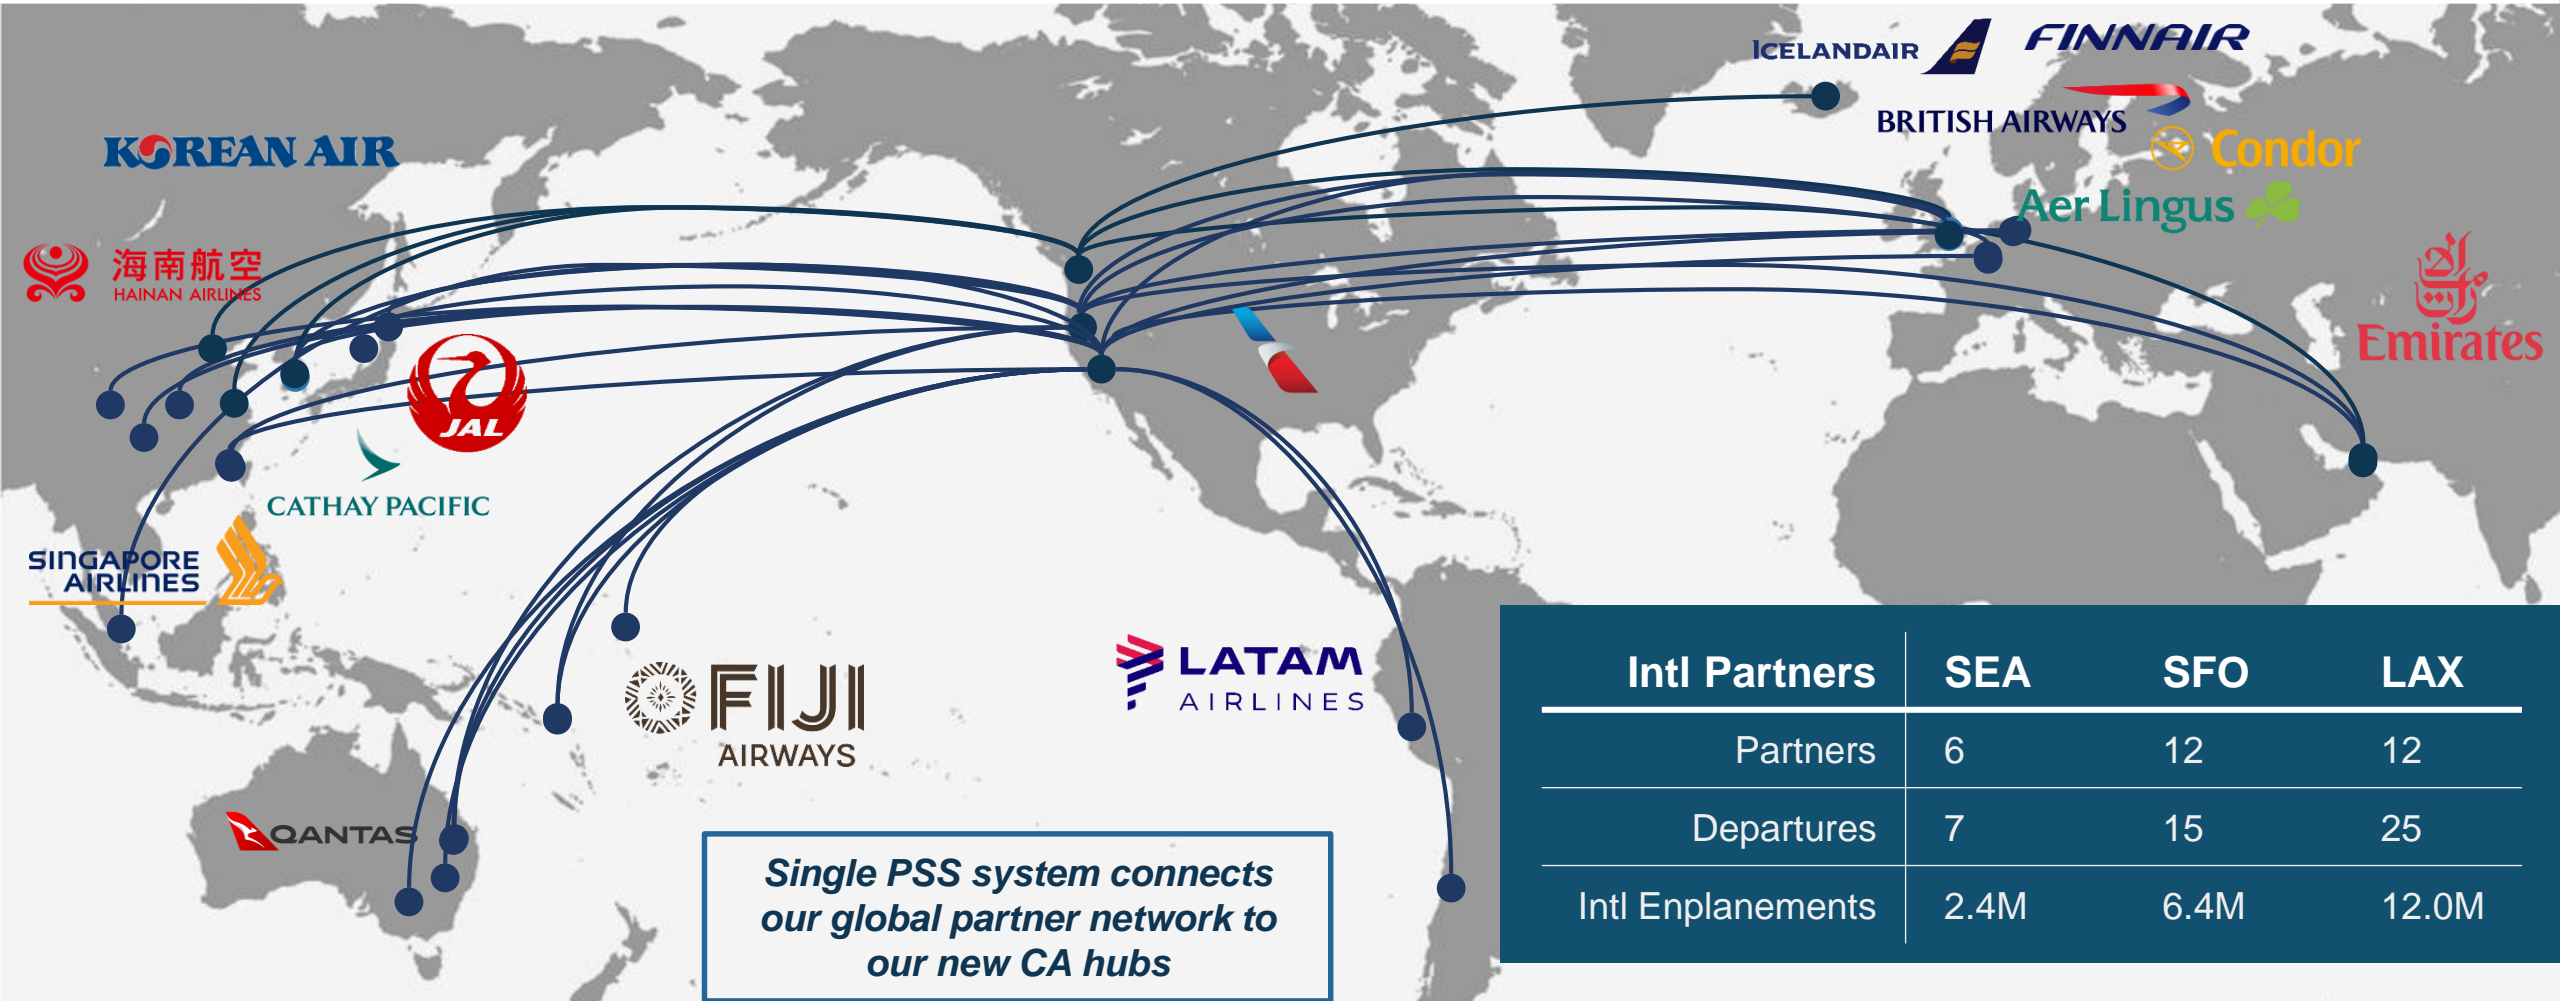 ICELANDAIR
FINNAIR
BRITISH AIRWAYS
Condor
Aer Lingus
KOREAN AIR
海南航空
HAINAN AIRLINES
امارات
Emirates
JAL
CATHAY PACIFIC
SINGAPORE
AIRLINES
FIJI
AIRWAYS
LATAM
AIRLINES
QANTAS
Single PSS system connects
our global partner network to
our new CA hubs
Intl Partners SEA SFO LAX
Partners 6 12 12
Departures 7 15 25
Intl Enplanements 2.4M 6.4M 12.0M